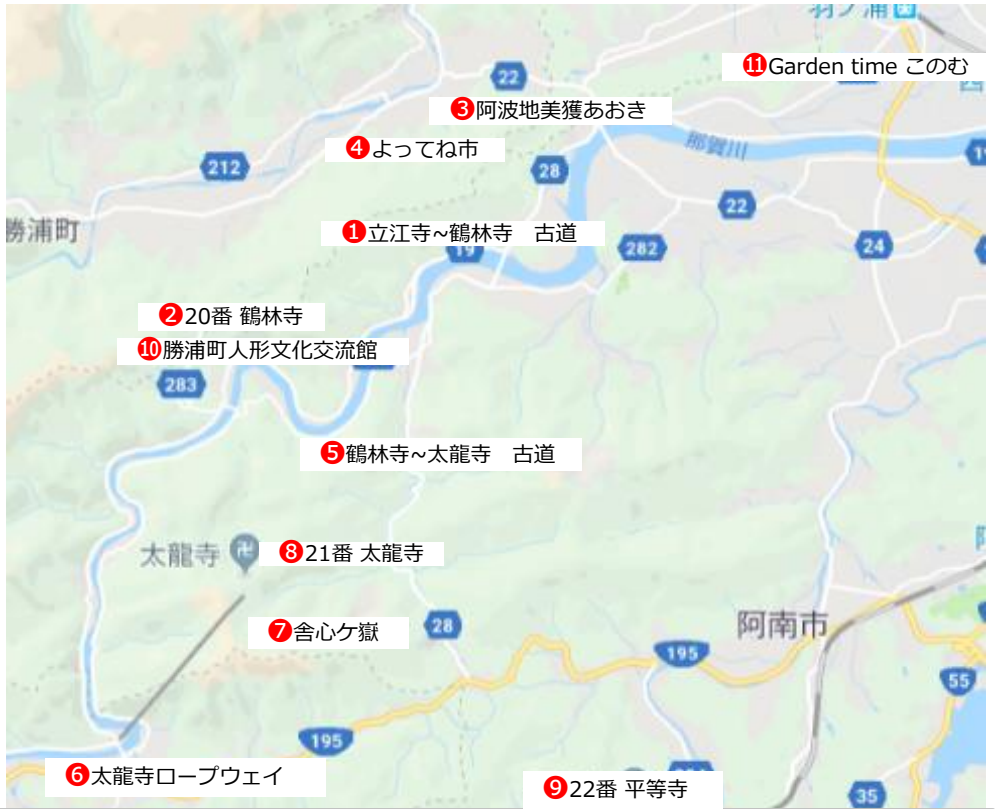 羽ノ浦
⓫Garden time このむ
22
❸阿波地美獲あおき
❹よってね市
那賀川
212
28
19
22
勝浦町
❶立江寺~鶴林寺　古道
19
282
24
❷20番 鶴林寺
❿勝浦町人形文化交流館
283
❺鶴林寺~太龍寺　古道
太龍寺
卍
❽21番 太龍寺
❼舎心ケ嶽
28
阿南市
195
55
195
❻太龍寺ロープウェイ
❾22番 平等寺
35